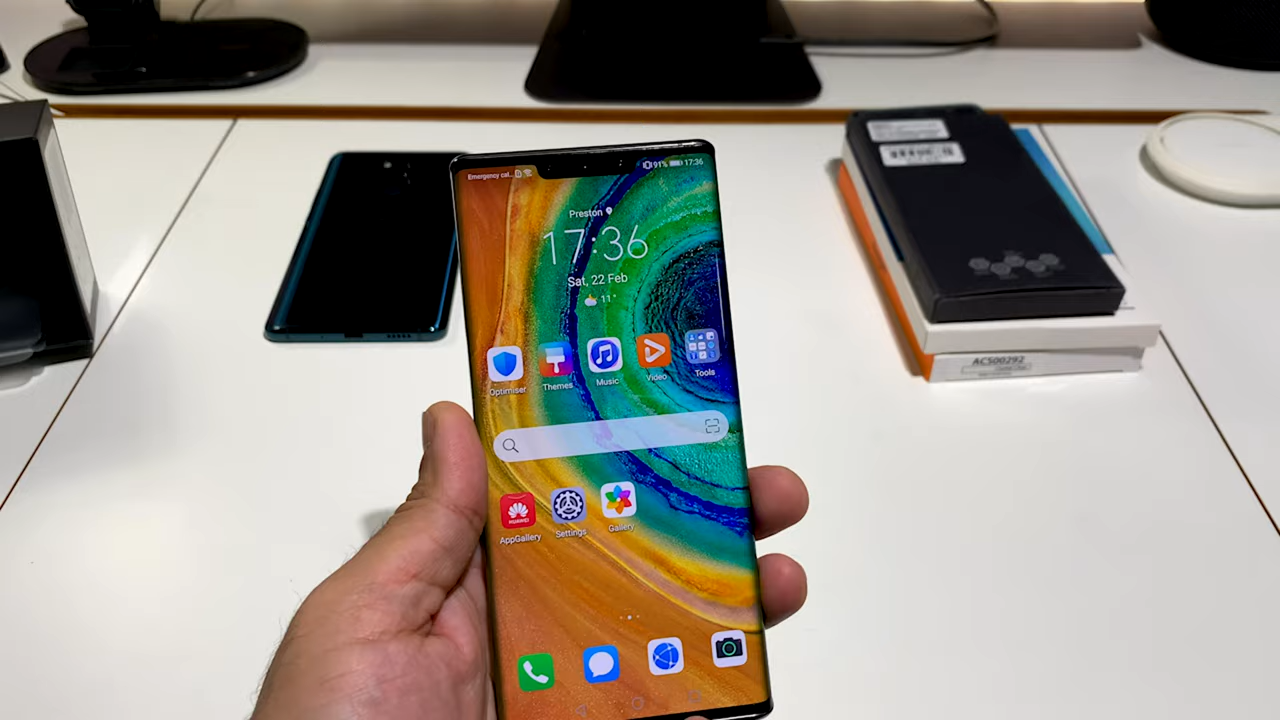 Emergency cal...
91%
17:36
Preston
17:36
Sat, 22 Feb
11°
Optimiser
Themes
Music
Video
Tools
HUAWEI
AppGallery
Settings
Gallery
AC500292